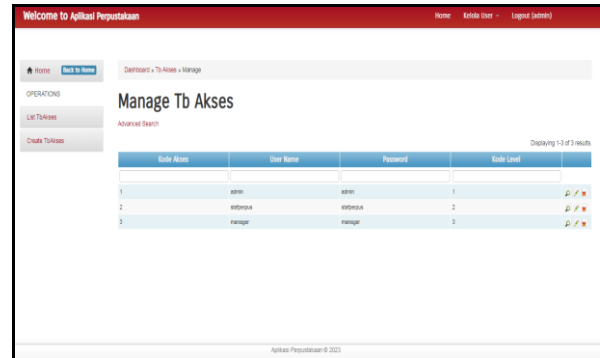 Welcome to Aplikasi Perpustakaan Home Kelola User Logout (admin)
Home Back to Home
Dashboard » Tb Akses » Manage
OPERATIONS
Manage Tb Akses
List TbAkses
Advanced Search
Create TbAkses
Displaying 1-3 of 3 results.
Kode Akses User Name Password Kode Level
1 admin admin 1
2 stafperpus stafperpus 2
3 manager manager 3
Aplikasi Perpustakaan © 2023